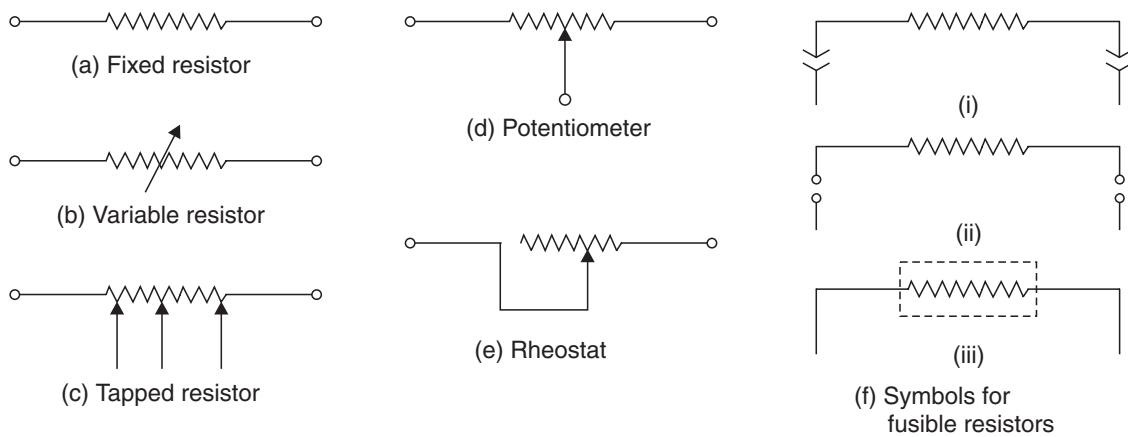 (a) Fixed resistor
(b) Variable resistor
(c) Tapped resistor
(d) Potentiometer
(e) Rheostat
(i)
(ii)
(iii)
(f) Symbols for
fusible resistors